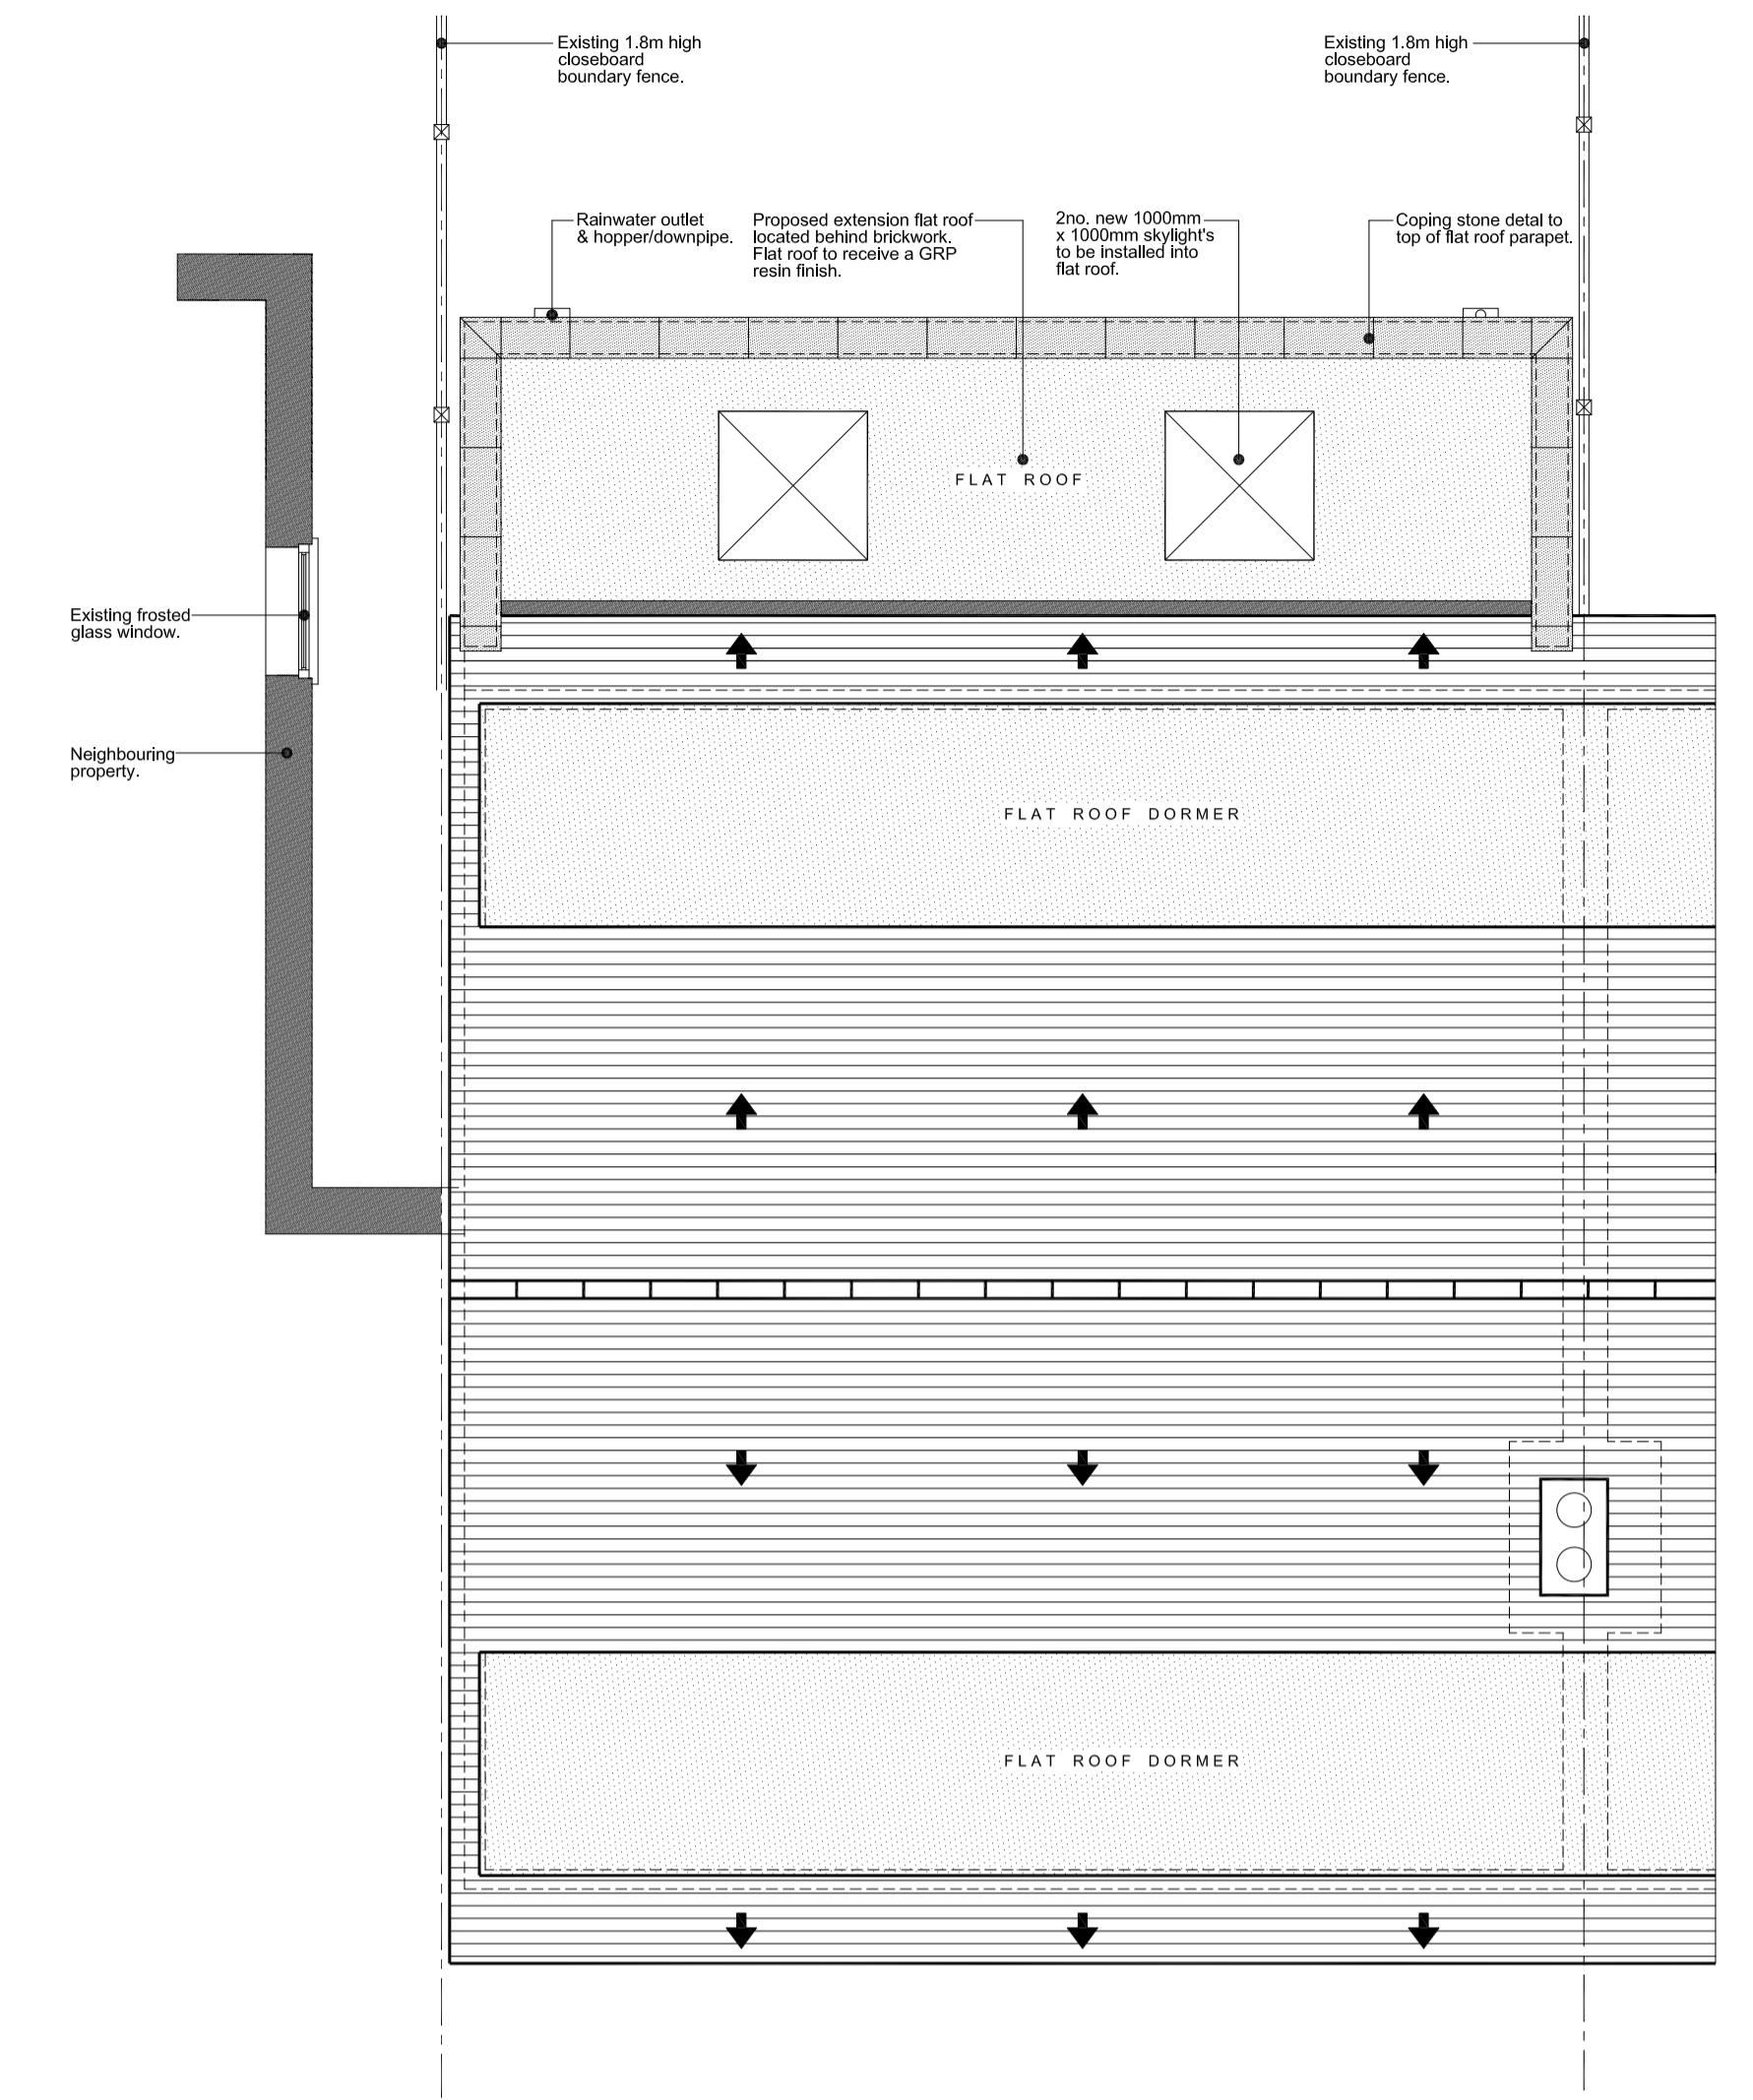 Existing 1.8m high
closeboard
boundary fence.
Existing 1.8m high
closeboard
boundary fence.
Rainwater outlet
& hopper/downpipe.
Proposed extension flat roof
located behind brickwork.
Flat roof to receive a GRP
resin finish.
2no. new 1000mm
x 1000mm skylight's
to be installed into
flat roof.
Coping stone detal to
top of flat roof parapet.
FLAT ROOF
Existing frosted
glass window.
Neighbouring
property.
FLAT ROOF DORMER
FLAT ROOF DORMER